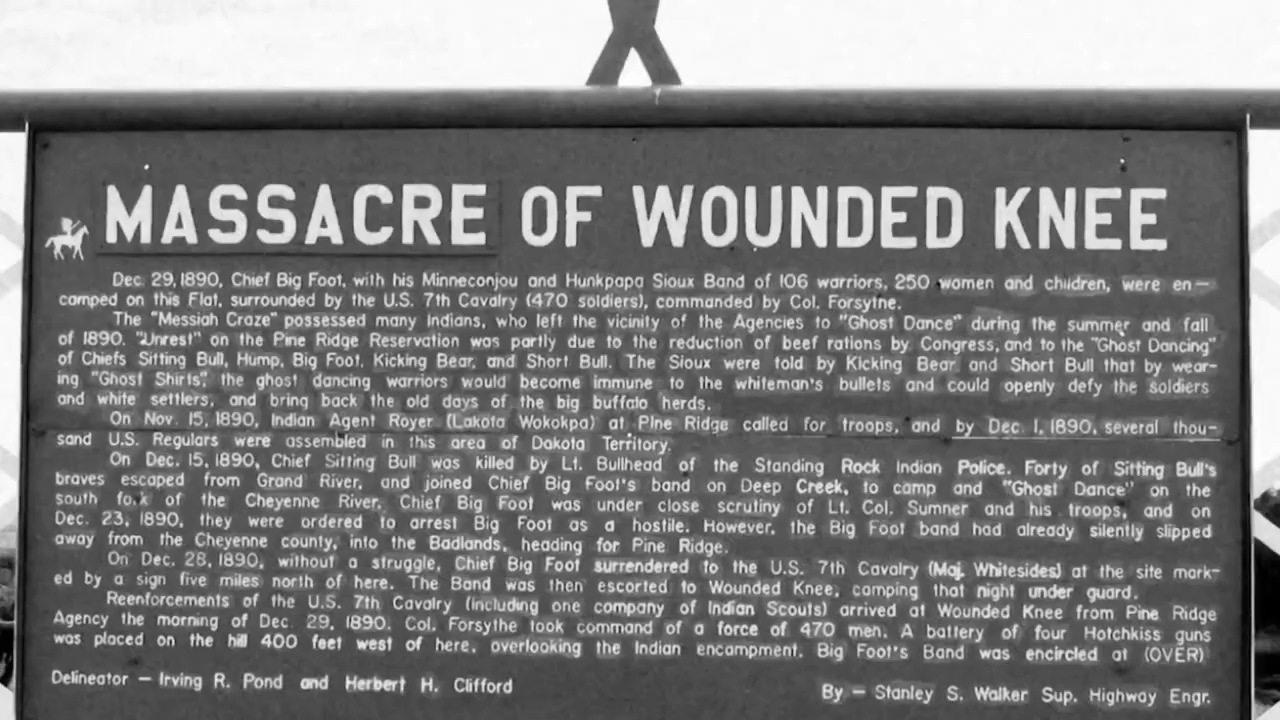 MASSACRE OF WOUNDED KNEE
Dec. 29, 1890, Chief Big Foot, with his Minneconjou and Hunkpapa Sioux Band of 106 warriors, 250 women and children, were en-
camped on this Flat, surrounded by the U.S. 7th Cavalry (470 soldiers), commanded by Col. Forsythe.
The "Messiah Craze" possessed many Indians, who left the vicinity of the Agencies to "Ghost Dance" during the summer and fall
of 1890. "Unrest" on the Pine Ridge Reservation was partly due to the reduction of beef rations by Congress, and to the "Ghost Dancing"
of Chiefs Sitting Bull, Hump, Big Foot, Kicking Bear, and Short Bull. The Sioux were told by Kicking Bear and Short Bull that by wear-
ing "Ghost Shirts", the ghost dancing warriors would become immune to the whiteman's bullets and could openly defy the soldiers
and white settlers, and bring back the old days of the big buffalo herds.
On Nov. 15, 1890, Indian Agent Royer (Lakota Wokokpa) at Pine Ridge called for troops, and by Dec. 1, 1890, several thou-
sand U.S. Regulars were assembled in this area of Dakota Territory.
On Dec. 15, 1890, Chief Sitting Bull was killed by Lt. Bullhead of the Standing Rock Indian Police. Forty of Sitting Bull's
braves escaped from Grand River, and joined Chief Big Foot's band on Deep Creek, to camp and "Ghost Dance" on the
south fork of the Cheyenne River. Chief Big Foot was under close scrutiny of Lt. Col. Sumner and his troops, and on
Dec. 23, 1890, they were ordered to arrest Big Foot as a hostile. However, the Big Foot band had already silently slipped
away from the Cheyenne county, into the Badlands, heading for Pine Ridge.
On Dec. 28, 1890, without a struggle, Chief Big Foot surrendered to the U.S. 7th Cavalry (Maj. Whitesides) at the site mark-
ed by a sign five miles north of here. The Band was then escorted to Wounded Knee, camping that night under guard.
Reenforcements of the U.S. 7th Cavalry (including one company of Indian Scouts) arrived at Wounded Knee from Pine Ridge
Agency the morning of Dec. 29, 1890. Col. Forsythe took command of a force of 470 men. A battery of four Hotchkiss guns
was placed on the hill 400 feet west of here, overlooking the Indian encampment. Big Foot's Band was encircled at (OVER)
Delineator - Irving R. Pond and Herbert H. Clifford
By - Stanley S. Walker Sup. Highway Engr.